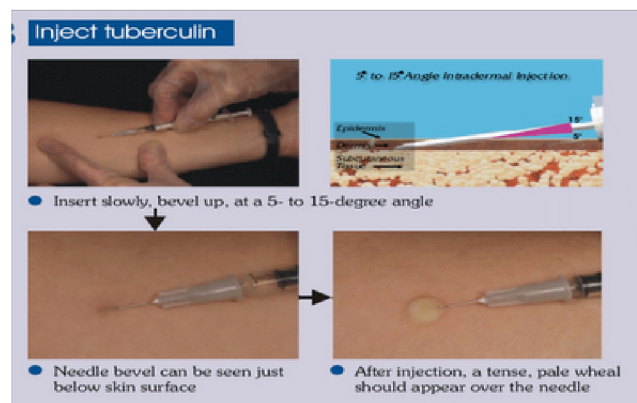 Inject tuberculin
5° to 15° Angle Intradermal Injection.
15°
5°
Epidermis
Dermis
Subcutaneous
Tissue
Insert slowly, bevel up, at a 5- to 15-degree angle
Needle bevel can be seen just
below skin surface
After injection, a tense, pale wheal
should appear over the needle